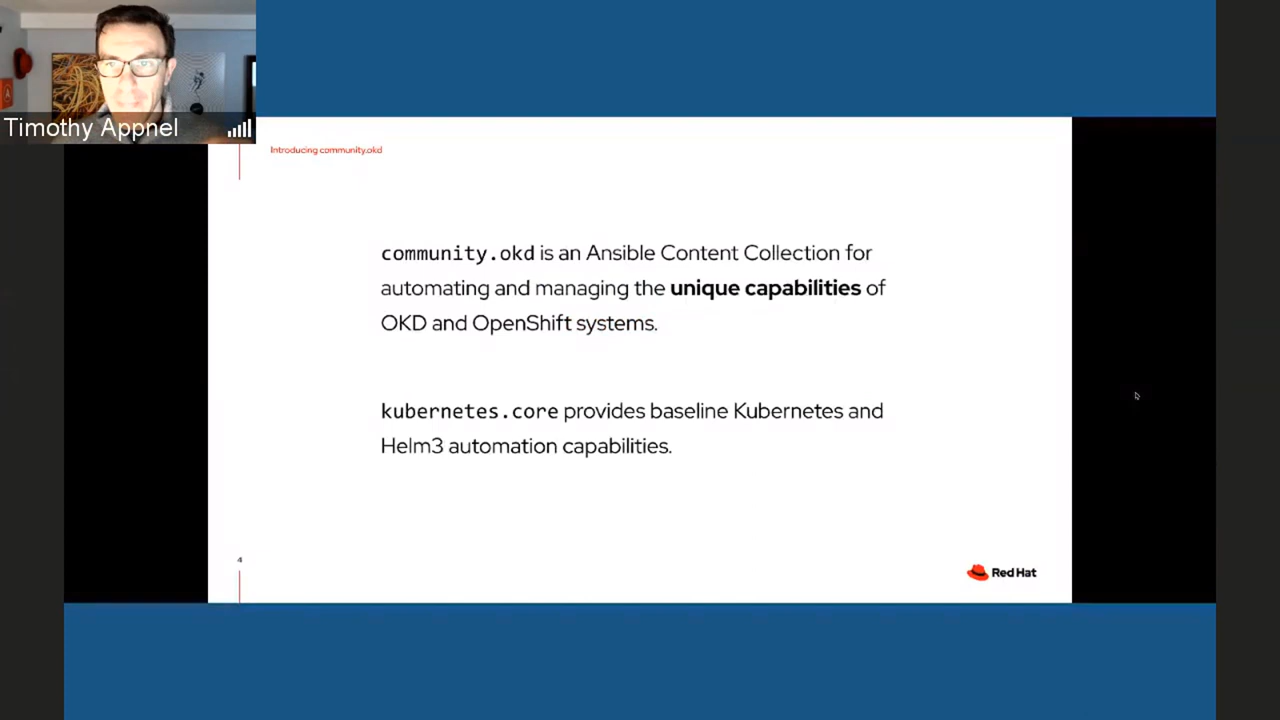 Timothy Appnel
Introducing community.okd
community.okd is an Ansible Content Collection for
automating and managing the unique capabilities of
OKD and OpenShift systems.
kubernetes.core provides baseline Kubernetes and
Helm3 automation capabilities.
4
Red Hat